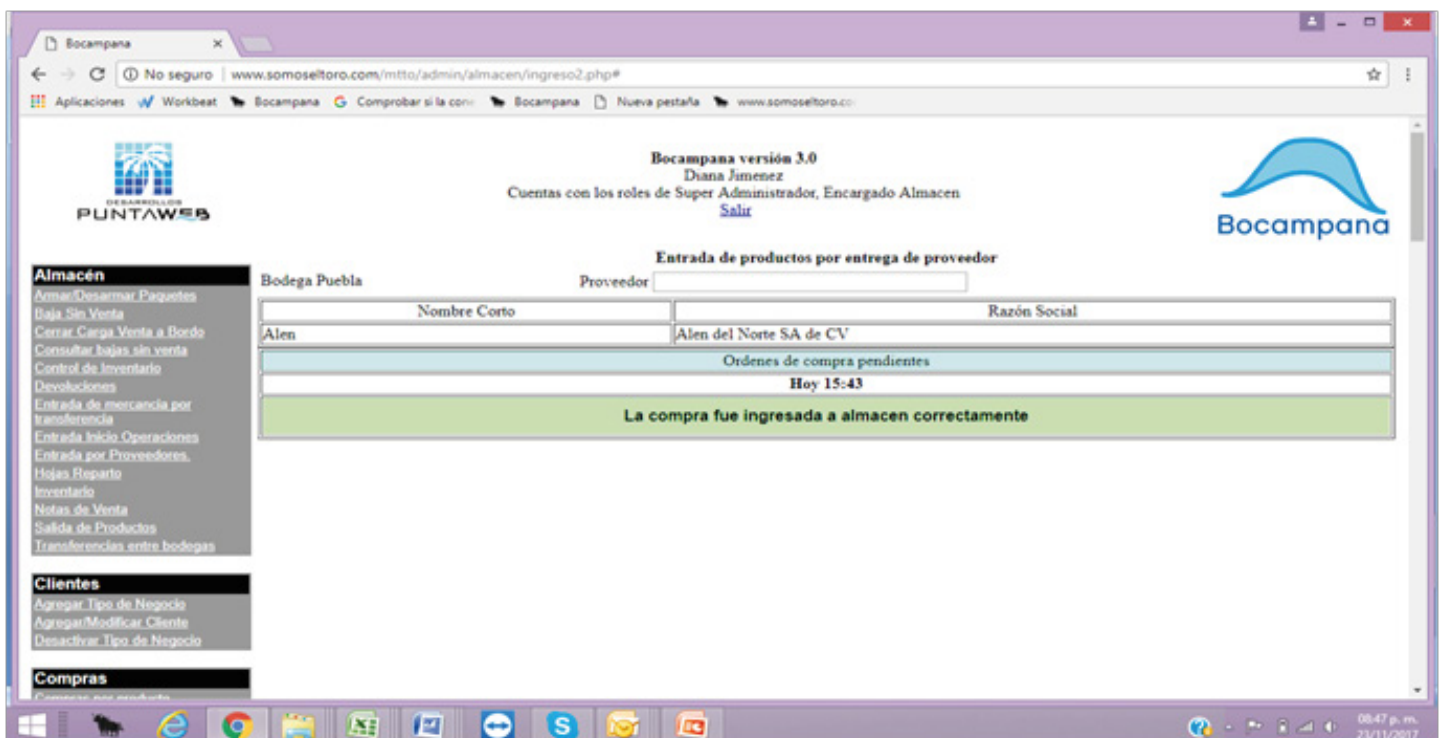 Bocampana
No seguro | www.somoseltoro.com/mtto/admin/almacen/ingreso2.php#
Aplicaciones Workbeat Bocampana Comprobar si la con Bocampana Nueva pestaña www.somoseltoro.co
DESARROLLOS
PUNTAWEB
Bocampana versión 3.0
Diana Jimenez
Cuentas con los roles de Super Administrador, Encargado Almacen
Salir
Bocampana
Entrada de productos por entrega de proveedor
Bodega Puebla Proveedor
Nombre Corto Razón Social
Alen Alen del Norte SA de CV
Ordenes de compra pendientes
Hoy 15:43
La compra fue ingresada a almacen correctamente
Almacén
Armar/Desarmar Paquetes
Baja Sin Venta
Cerrar Carga Venta a Bordo
Consultar bajas sin venta
Control de Inventario
Devoluciones
Entrada de mercancia por
transferencia
Entrada Inicio Operaciones
Entrada por Proveedores.
Hojas Reparto
Inventario
Notas de Venta
Salida de Productos
Transferencias entre bodegas
Clientes
Agregar Tipo de Negocio
Agregar/Modificar Cliente
Desactivar Tipo de Negocio
Compras
Compras por producto
08:47 p. m.
23/11/2017